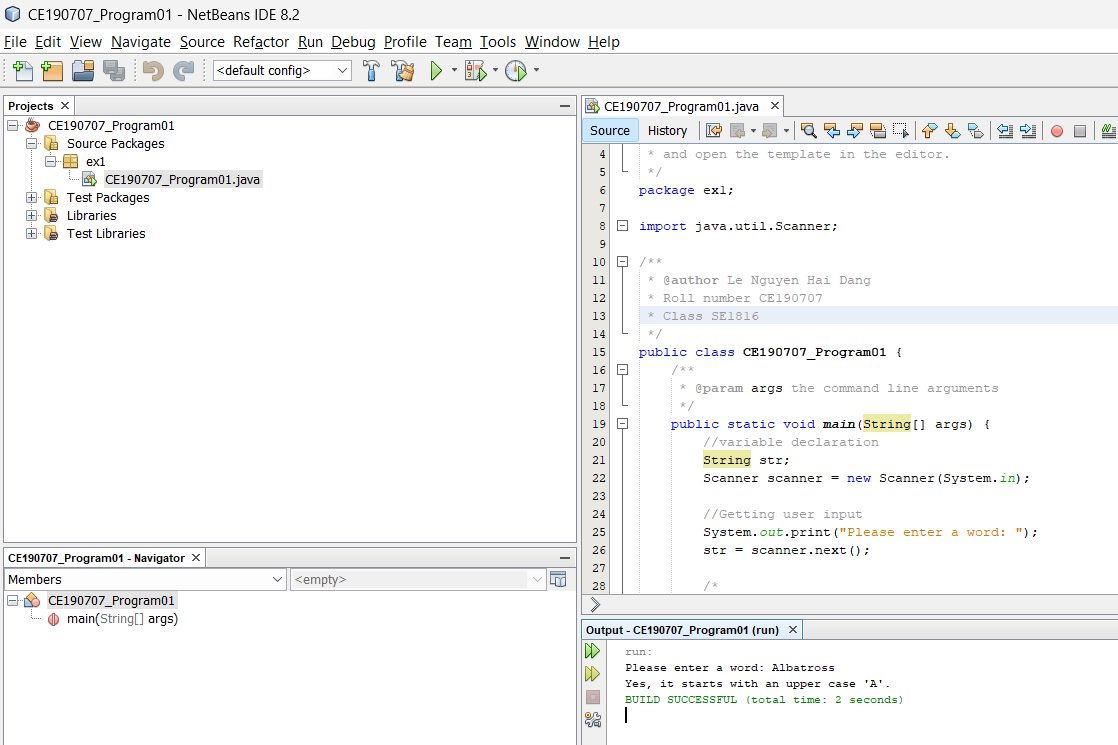 CE190707_Program01 - NetBeans IDE 8.2
File Edit View Navigate Source Refactor Run Debug Profile Team Tools Window Help
<default config>
Projects
CE190707_Program01
Source Packages
ex1
CE190707_Program01.java
Test Packages
Libraries
Test Libraries
CE190707_Program01 - Navigator
Members
<empty>
CE190707_Program01
main(String[] args)
CE190707_Program01.java
Source History
4 * and open the template in the editor.
5 */
6 package ex1;
7
8 import java.util.Scanner;
9
10 /**
11 * @author Le Nguyen Hai Dang
12 * Roll number CE190707
13 * Class SE1816
14 */
15 public class CE190707_Program01 {
16 /**
17 * @param args the command line arguments
18 */
19 public static void main(String[] args) {
20 //variable declaration
21 String str;
22 Scanner scanner = new Scanner(System.in);
23
24 //Getting user input
25 System.out.print("Please enter a word: ");
26 str = scanner.next();
27
28 /*
Output - CE190707_Program01 (run)
run:
Please enter a word: Albatross
Yes, it starts with an upper case 'A'.
BUILD SUCCESSFUL (total time: 2 seconds)